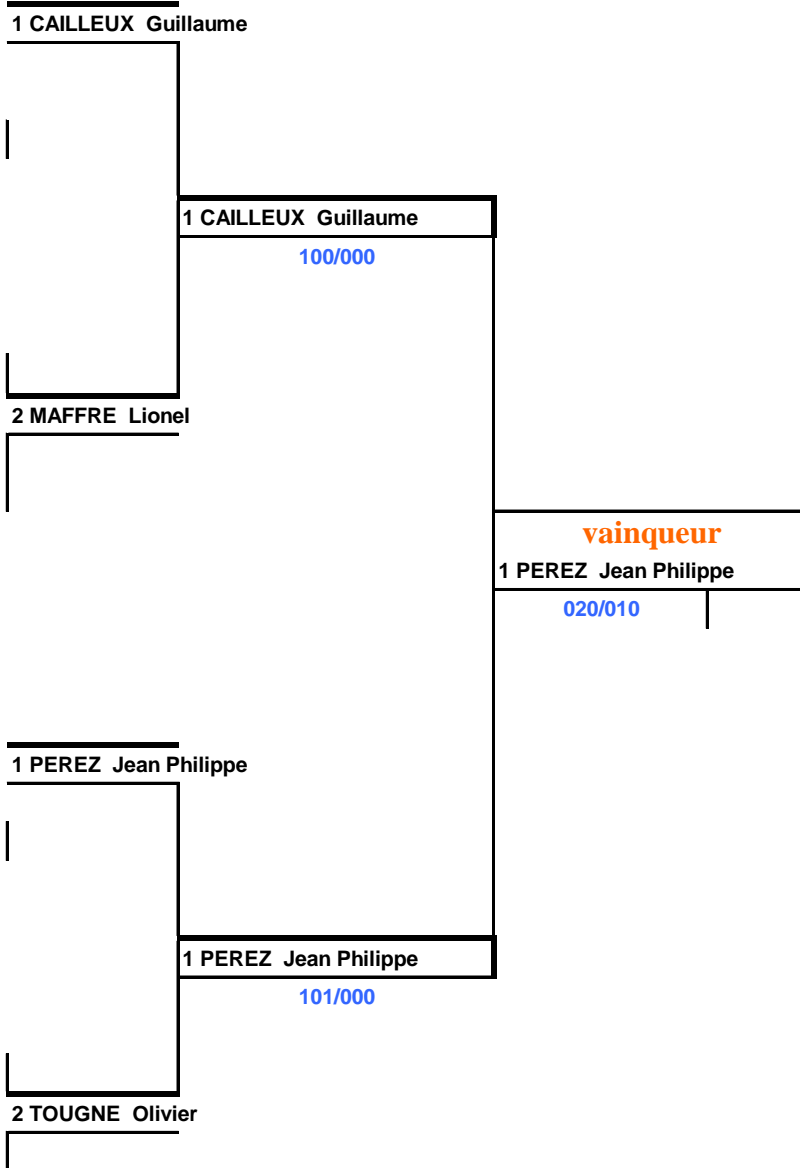 1 CAILLEUX Guillaume
1 CAILLEUX Guillaume
100/000
2 MAFFRE Lionel
vainqueur
1 PEREZ Jean Philippe
020/010
1 PEREZ Jean Philippe
1 PEREZ Jean Philippe
101/000
2 TOUGNE Olivier